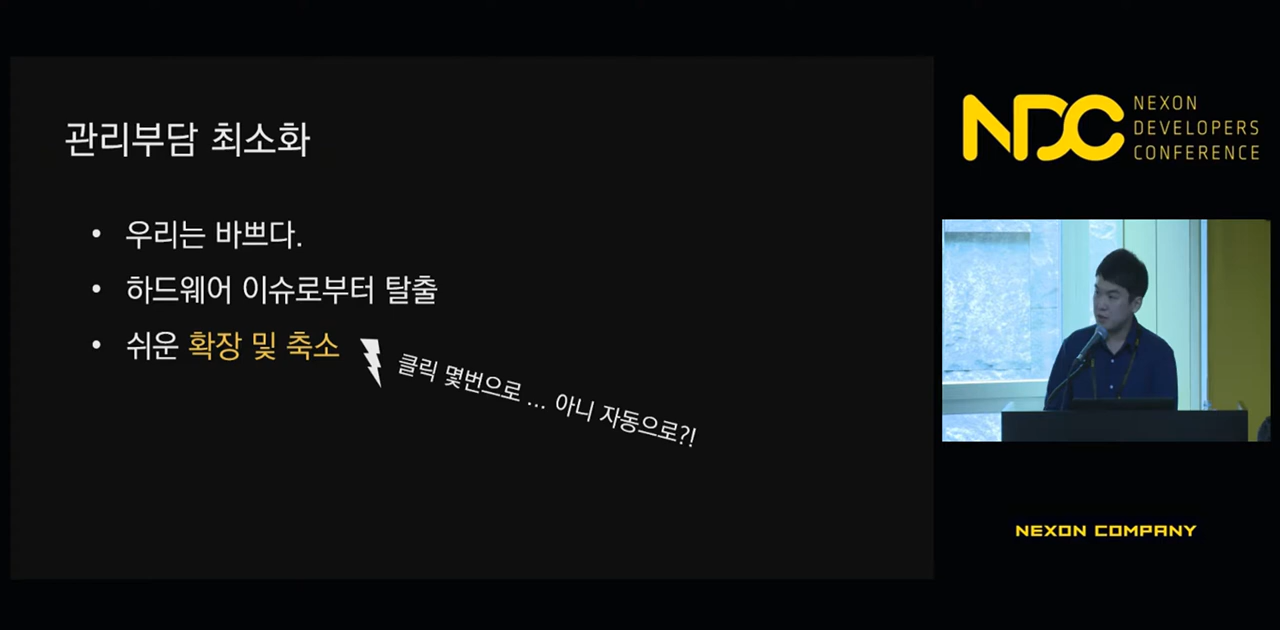 관리부담 최소화
• 우리는 바쁘다.
• 하드웨어 이슈로부터 탈출
• 쉬운 확장 및 축소
클릭 몇번으로 ... 아니 자동으로?!
NDC
NEXON
DEVELOPERS
CONFERENCE
NEXON COMPANY